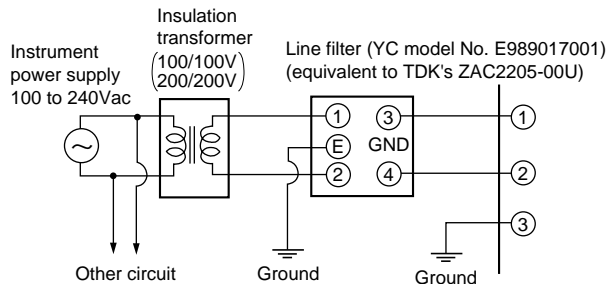 Insulation
transformer
(100/100V
200/200V)
Instrument
power supply
100 to 240Vac
Line filter (YC model No. E989017001)
(equivalent to TDK's ZAC2205-00U)
1
3
1
E
GND
2
4
2
3
Other circuit
Ground
Ground